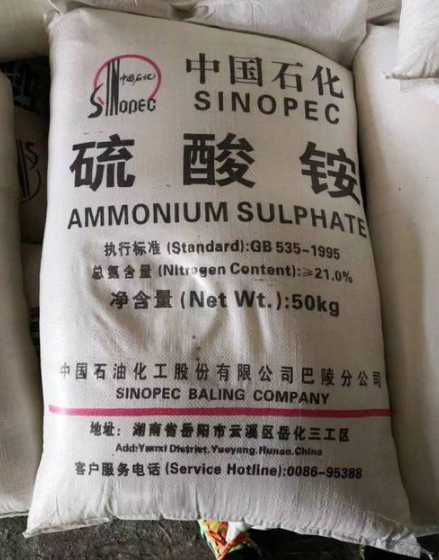 中国石化
SINOPEC
中国石化
SINOPEC
硫酸铵
AMMONIUM SULPHATE
执行标准 (Standard):GB 535-1995
总氮含量 (Nitrogen Content):≥21.0%
净含量 (Net Wt.):50kg
中国石油化工股份有限公司巴陵分公司
SINOPEC BALING COMPANY
地址: 湖南省岳阳市云溪区岳化三工区
Add:Yunxi District, Yueyang, Hunan, China
客户服务电话 (Service Hotline):0086-95388